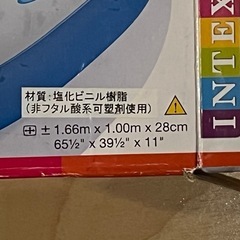 材質:塩化ビニル樹脂
(非フタル酸系可塑剤使用)
± 1.66m x 1.00m x 28cm
65½" x 39½" x 11"
INTEX